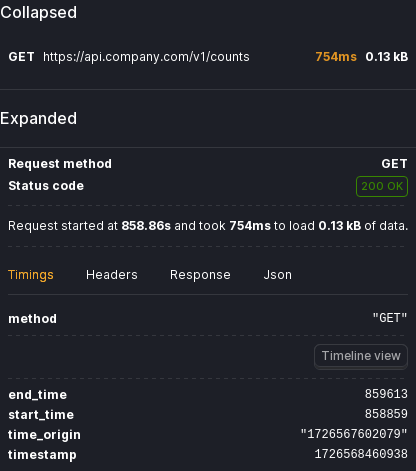 Collapsed
GET https://api.company.com/v1/counts 754ms 0.13 kB
Expanded
Request method GET
Status code 200 OK
Request started at 858.86s and took 754ms to load 0.13 kB of data.
Timings Headers Response Json
method "GET"
Timeline view
end_time 859613
start_time 858859
time_origin "1726567602079"
timestamp 1726568460938